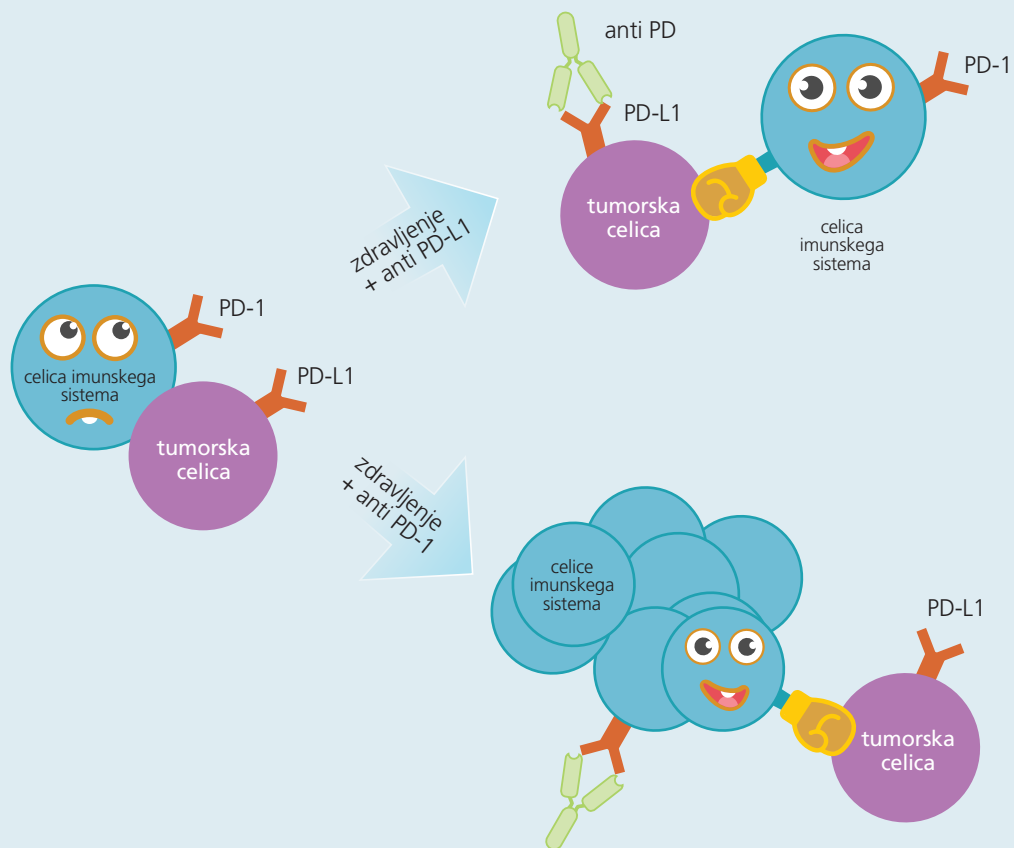 anti PD
PD-1
PD-L1
tumorska
celica
celica
imunskega
sistema
zdravljenje
+ anti PD-L1
PD-1
celica imunskega
sistema
PD-L1
tumorska
celica
zdravljenje
+ anti PD-1
celice
imunskega
sistema
PD-L1
tumorska
celica